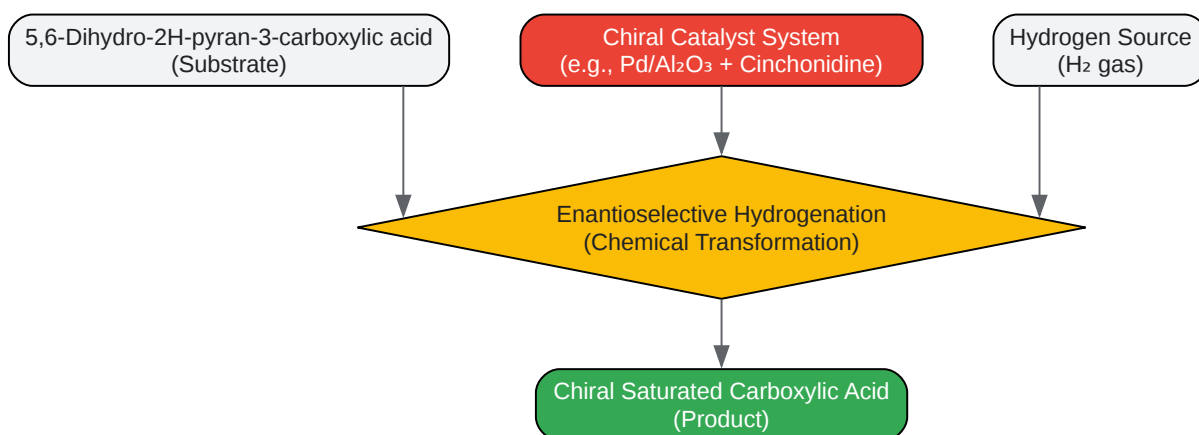 5,6-Dihydro-2H-pyran-3-carboxylic acid
(Substrate)
Chiral Catalyst System
(e.g., Pd/Al₂O₃ + Cinchonidine)
Hydrogen Source
(H₂ gas)
Enantioselective Hydrogenation
(Chemical Transformation)
Chiral Saturated Carboxylic Acid
(Product)